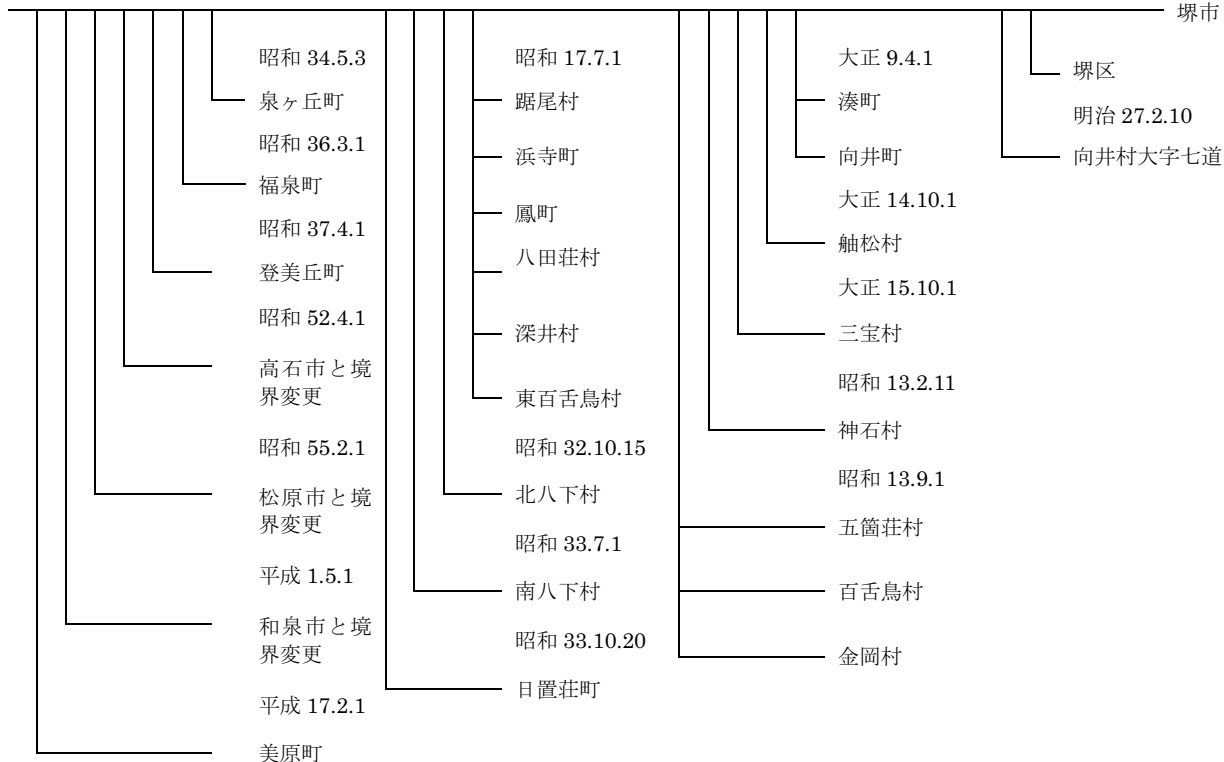 堺市
堺区
明治 27.2.10
向井村大字七道
大正 9.4.1
湊町
向井町
大正 14.10.1
舳松村
大正 15.10.1
三宝村
昭和 13.2.11
神石村
昭和 13.9.1
五箇荘村
百舌鳥村
金岡村
昭和 17.7.1
踞尾村
浜寺町
鳳町
八田荘村
深井村
東百舌鳥村
昭和 32.10.15
北八下村
昭和 33.7.1
南八下村
昭和 33.10.20
日置荘町
昭和 34.5.3
泉ヶ丘町
昭和 36.3.1
福泉町
昭和 37.4.1
登美丘町
昭和 52.4.1
高石市と境
界変更
昭和 55.2.1
松原市と境
界変更
平成 1.5.1
和泉市と境
界変更
平成 17.2.1
美原町